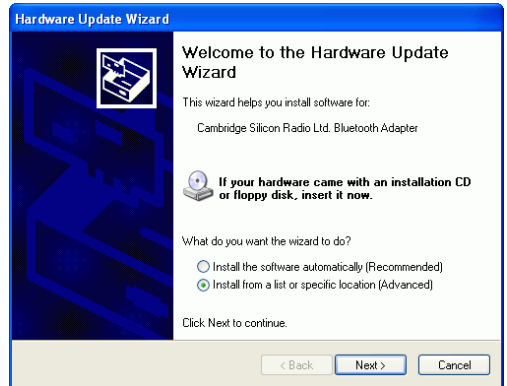 Hardware Update Wizard
Welcome to the Hardware Update
Wizard
This wizard helps you install software for:
Cambridge Silicon Radio Ltd. Bluetooth Adapter
If your hardware came with an installation CD
or floppy disk, insert it now.
What do you want the wizard to do?
Install the software automatically (Recommended)
Install from a list or specific location (Advanced)
Click Next to continue.
< Back Next > Cancel